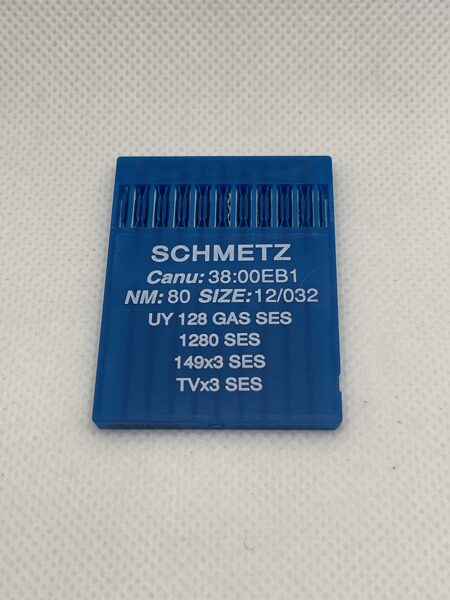 SCHMETZ
Canu: 38:00EB1
NM: 80 SIZE: 12/032
UY 128 GAS SES
1280 SES
149x3 SES
TVx3 SES